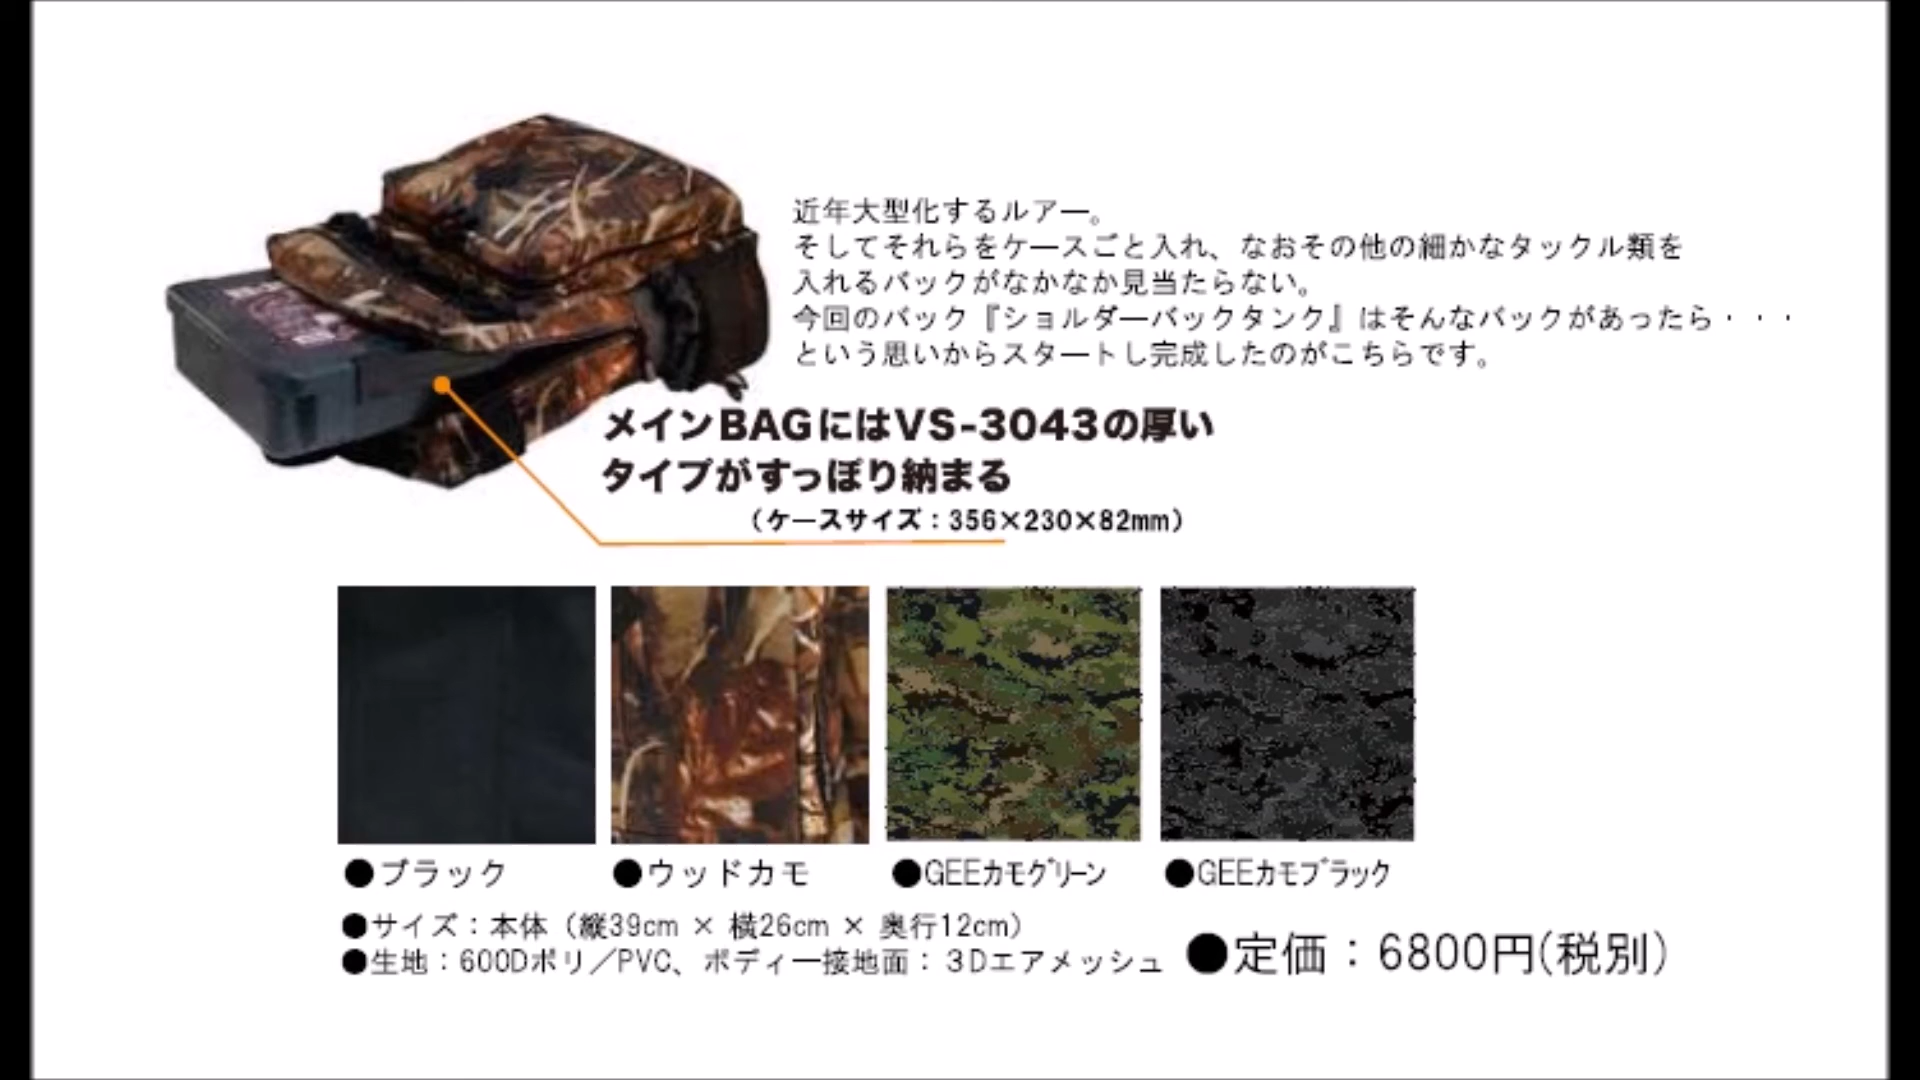 近年大型化するルアー。
そしてそれらをケースごと入れ、なおその他の細かなタックル類を
入れるバックがなかなか見当たらない。
今回のバック『ショルダーバックタンク』はそんなバックがあったら・・・
という思いからスタートし完成したのがこちらです。
メインBAGにはVS-3043の厚い
タイプがすっぽり納まる
（ケースサイズ：356×230×82mm）
●ブラック
●ウッドカモ
●GEEカモグリーン
●GEEカモブラック
●サイズ：本体（縦39cm × 横26cm × 奥行12cm）
●生地：600Dポリ／PVC、ボディー接地面：３Dエアメッシュ
●定価：6800円(税別)